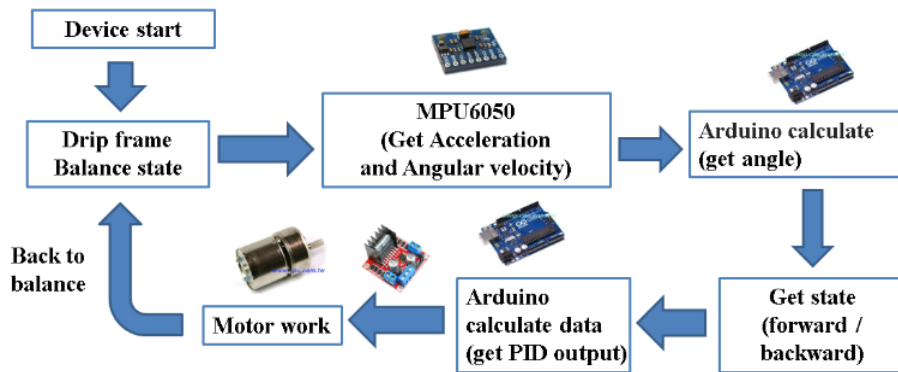 Device start
Drip frame
Balance state
MPU6050
(Get Acceleration
and Angular velocity)
Arduino calculate
(get angle)
Get state
(forward /
backward)
Arduino
calculate data
(get PID output)
Motor work
Back to
balance